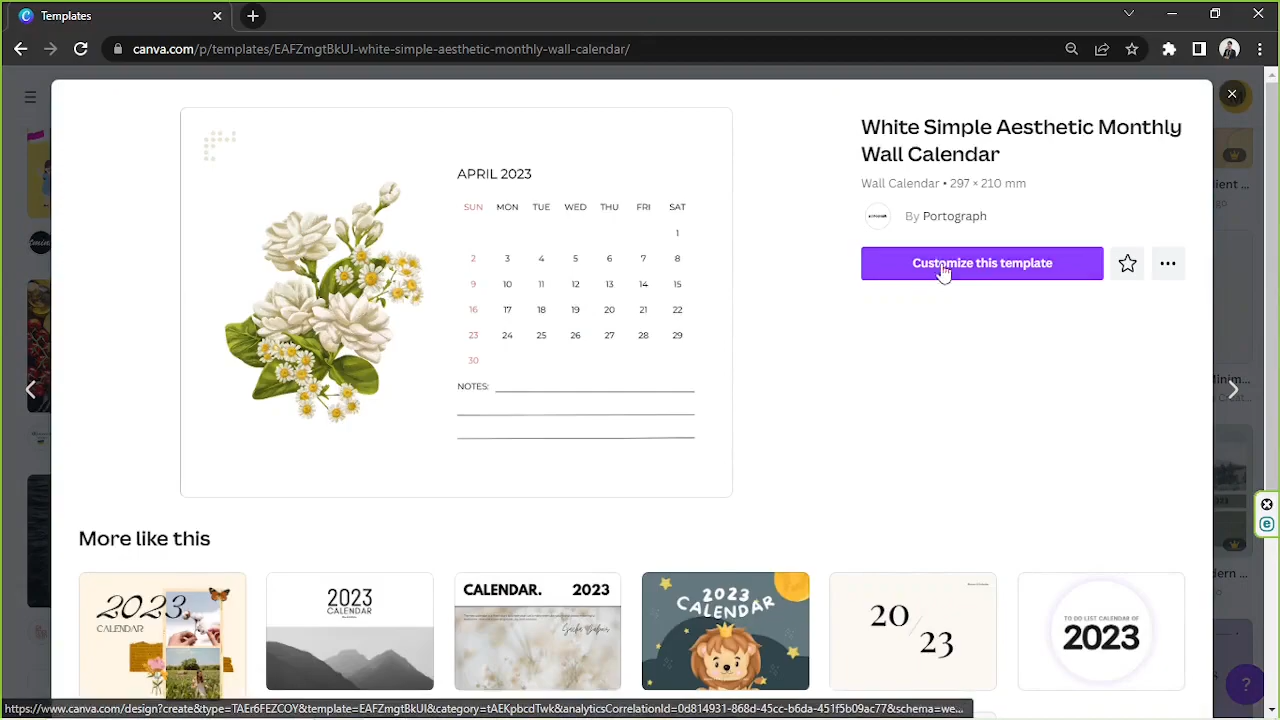 Templates
canva.com/p/templates/EAFZmgtBkUI-white-simple-aesthetic-monthly-wall-calendar/
White Simple Aesthetic Monthly
Wall Calendar
Wall Calendar • 297 × 210 mm
By Portograph
Customize this template
APRIL 2023
SUN MON TUE WED THU FRI SAT
1
2 3 4 5 6 7 8
9 10 11 12 13 14 15
16 17 18 19 20 21 22
23 24 25 26 27 28 29
30
NOTES:
More like this
2023
CALENDAR
2023
CALENDAR
CALENDAR. 2023
2023
CALENDAR
20/23
TO DO LIST CALENDAR OF
2023
?
https://www.canva.com/design?create&type=TAEr6FEZCOY&template=EAFZmgtBkUI&category=tAEKpbcdTwk&analyticsCorrelationId=0d814931-868d-45cc-b6da-451f5b09ac77&schema=we...